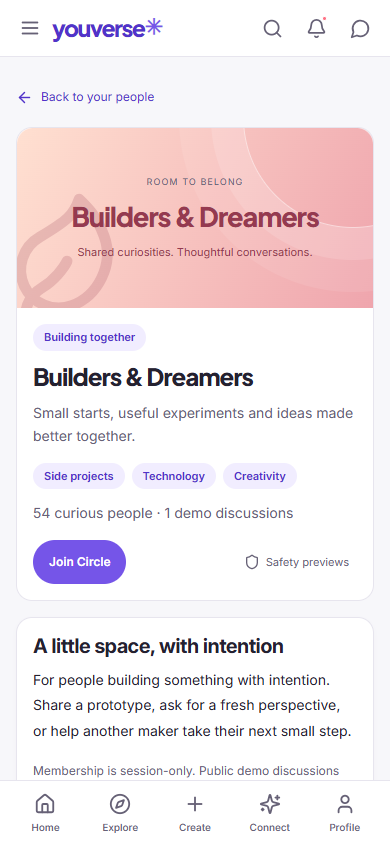 youverse
Back to your people
ROOM TO BELONG
Builders & Dreamers
Shared curiosities. Thoughtful conversations.
Building together
Builders & Dreamers
Small starts, useful experiments and ideas made
better together.
Side projects Technology Creativity
54 curious people · 1 demo discussions
Join Circle Safety previews
A little space, with intention
For people building something with intention.
Share a prototype, ask for a fresh perspective,
or help another maker take their next small step.
Membership is session-only. Public demo discussions
Home Explore Create Connect Profile